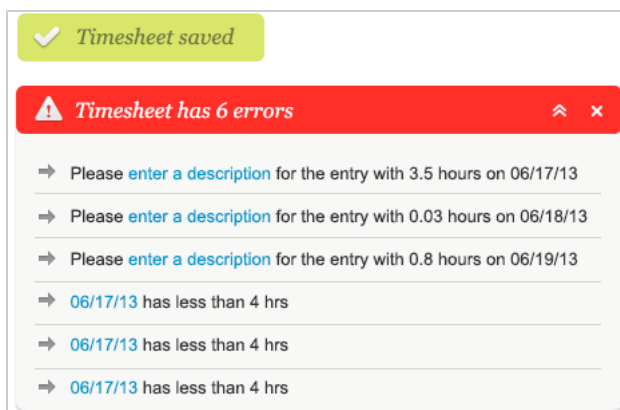 Timesheet saved
Timesheet has 6 errors
Please enter a description for the entry with 3.5 hours on 06/17/13
Please enter a description for the entry with 0.03 hours on 06/18/13
Please enter a description for the entry with 0.8 hours on 06/19/13
06/17/13 has less than 4 hrs
06/17/13 has less than 4 hrs
06/17/13 has less than 4 hrs